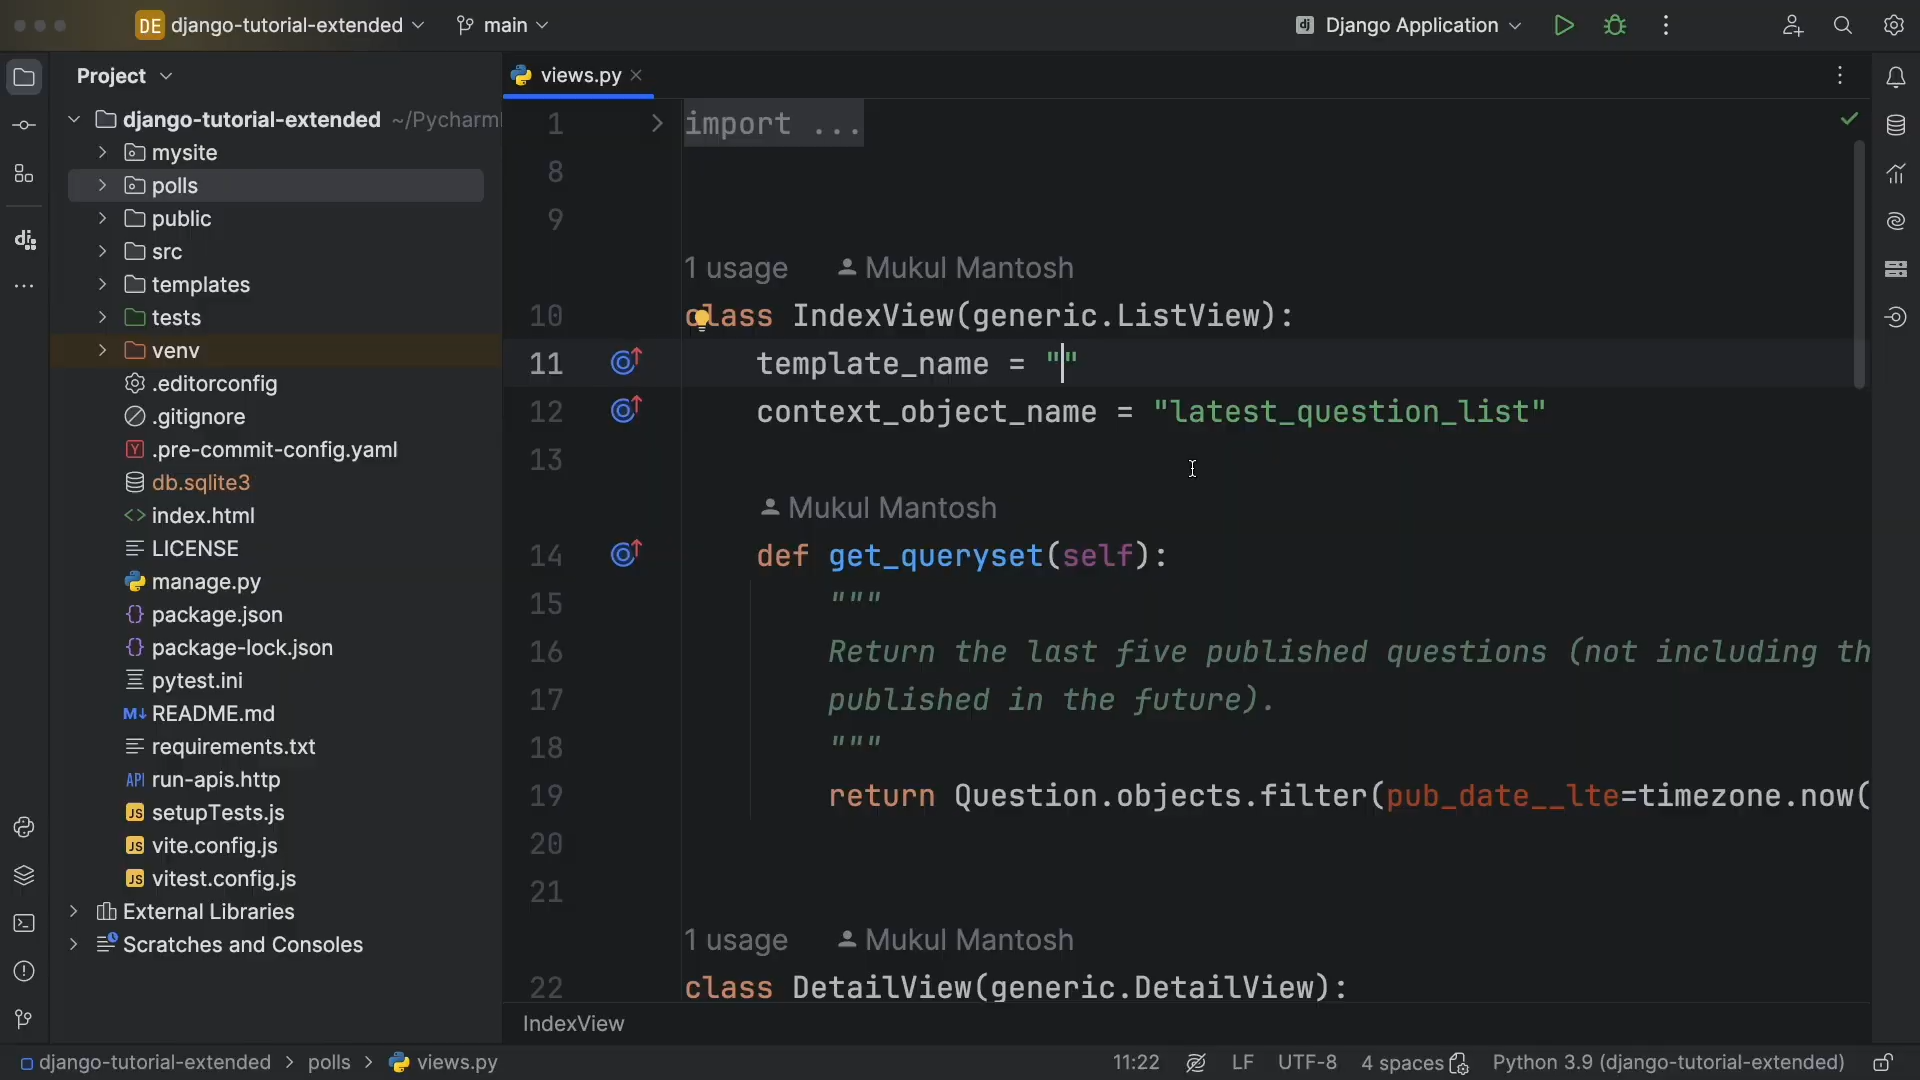 DE django-tutorial-extended main Django Application
Project
views.py
django-tutorial-extended ~/Pycharm
mysite
polls
public
src
templates
tests
venv
.editorconfig
.gitignore
.pre-commit-config.yaml
db.sqlite3
index.html
LICENSE
manage.py
package.json
package-lock.json
pytest.ini
M↓ README.md
requirements.txt
API run-apis.http
JS setupTests.js
JS vite.config.js
JS vitest.config.js
External Libraries
Scratches and Consoles
1 import ...
8
9
1 usage Mukul Mantosh
10 class IndexView(generic.ListView):
11 template_name = ""
12 context_object_name = "latest_question_list"
13
Mukul Mantosh
14 def get_queryset(self):
15 """
16 Return the last five published questions (not including th
17 published in the future).
18 """
19 return Question.objects.filter(pub_date__lte=timezone.now(
20
21
1 usage Mukul Mantosh
22 class DetailView(generic.DetailView):
IndexView
django-tutorial-extended > polls > views.py 11:22 LF UTF-8 4 spaces Python 3.9 (django-tutorial-extended)